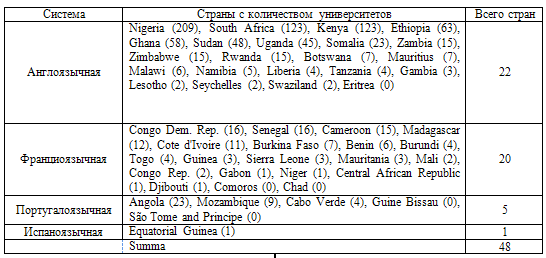 Система Страны с количеством университетов Всего стран
Англоязычная
Nigeria (209), South Africa (123), Kenya (123), Ethiopia (63),
Ghana (58), Sudan (48), Uganda (45), Somalia (23), Zambia (15),
Zimbabwe (15), Rwanda (15), Botswana (7), Mauritius (7),
Malawi (6), Namibia (5), Liberia (4), Tanzania (4), Gambia (3),
Lesotho (2), Seychelles (2), Swaziland (2), Eritrea (0)
22
Франциоязычная
Congo Dem. Rep. (16), Senegal (16), Cameroon (15), Madagascar
(12), Cote d'Ivoire (11), Burkina Faso (7), Benin (6), Burundi (4),
Togo (4), Guinea (3), Sierra Leone (3), Mauritania (3), Mali (2),
Congo Rep. (2), Gabon (1), Niger (1), Central African Republic
(1), Djibouti (1), Comoros (0), Chad (0)
20
Португалоязычная
Angola (23), Mozambique (9), Cabo Verde (4), Guine Bissau (0),
São Tome and Principe (0)
5
Испаноязычная Equatorial Guinea (1) 1
Summa 48